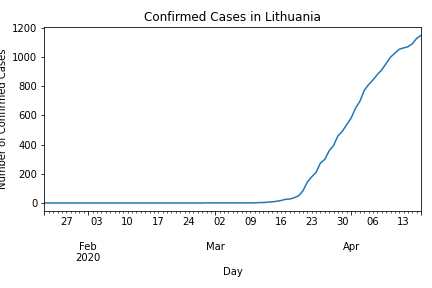 Confirmed Cases in Lithuania
1200
1000
800
600
400
200
0
Number of Confirmed Cases
27 03 10 17 24 02 09 16 23 30 06 13
Feb Mar Apr
2020
Day